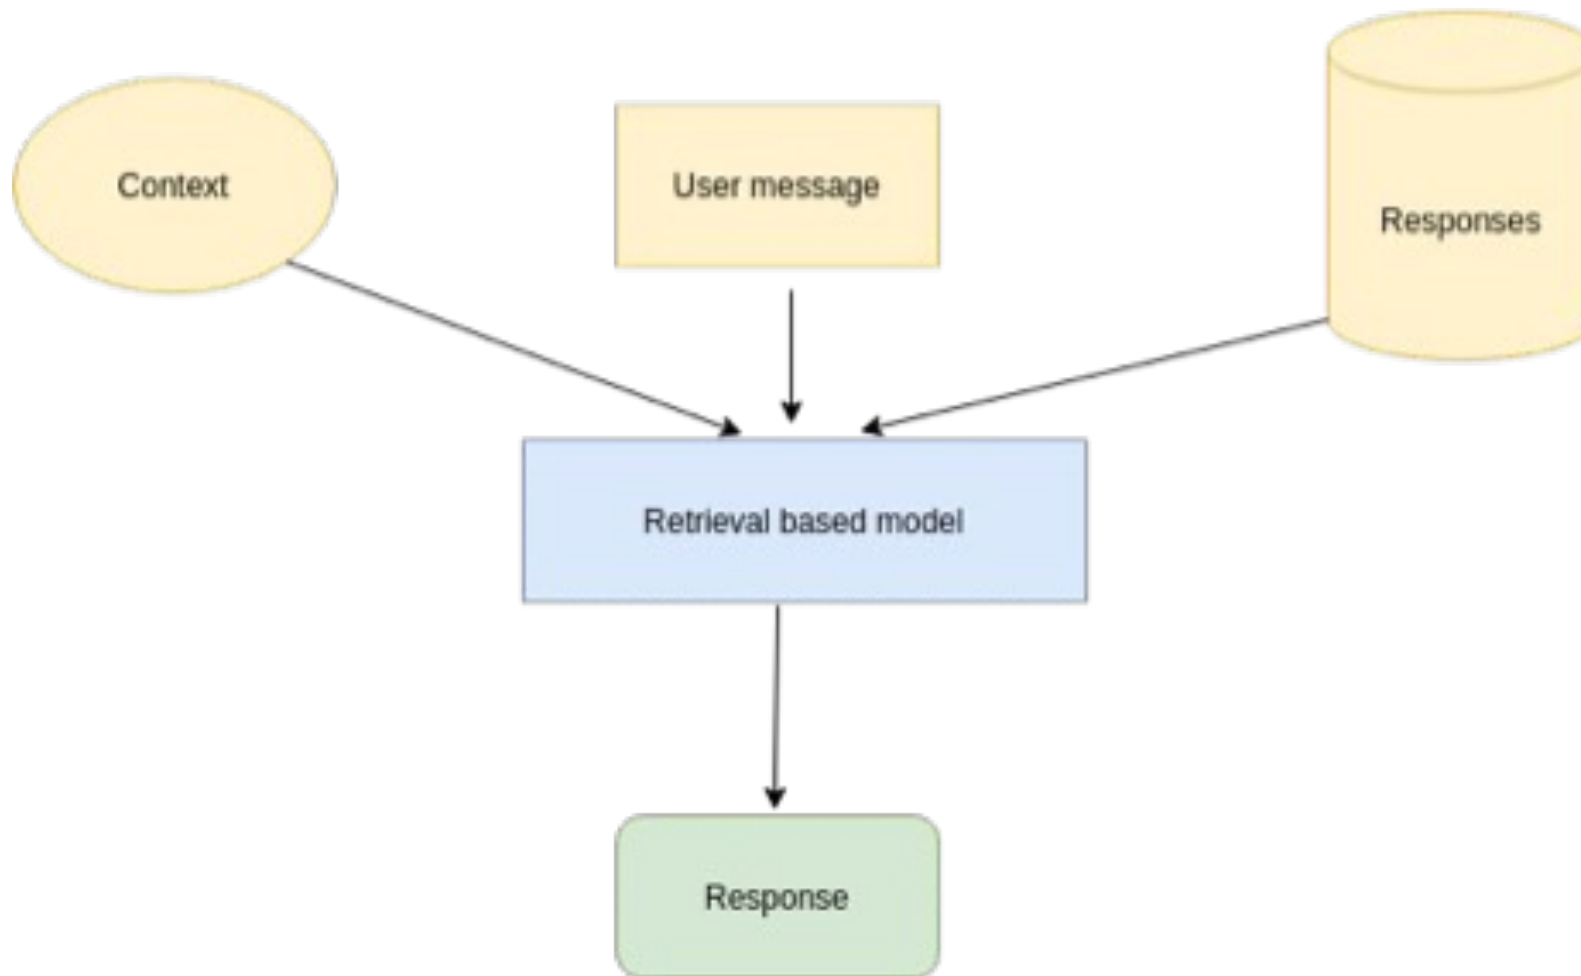 Context
User message
Responses
Retrieval based model
Response